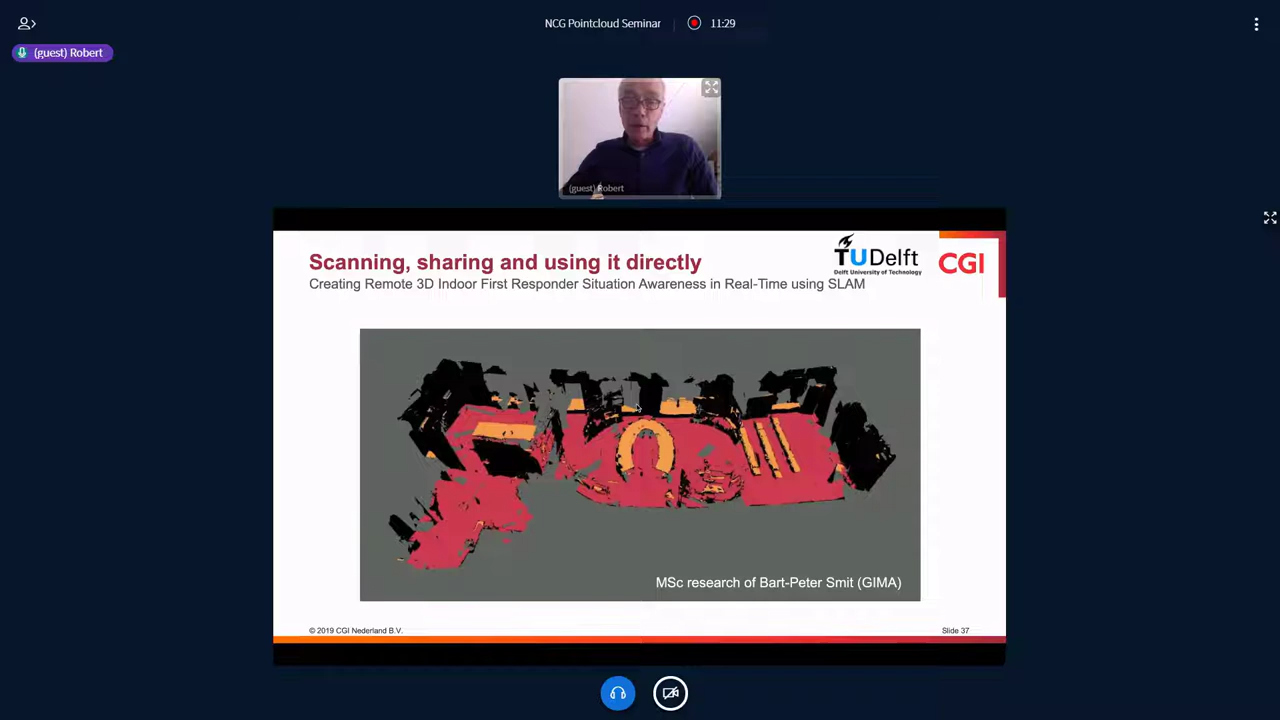 NCG Pointcloud Seminar
11:29
(guest) Robert
(guest) Robert
Scanning, sharing and using it directly
Creating Remote 3D Indoor First Responder Situation Awareness in Real-Time using SLAM
TUDelft
Delft University of Technology
CGI
MSc research of Bart-Peter Smit (GIMA)
© 2019 CGI Nederland B.V.
Slide 37